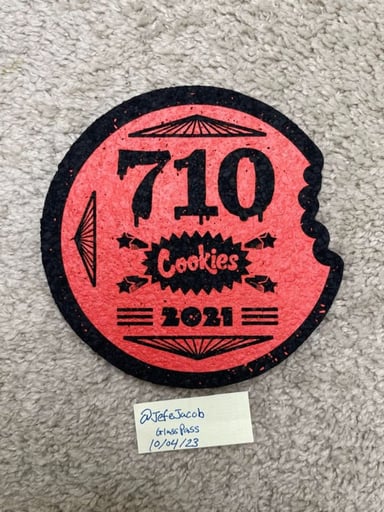 710
Cookies
2021
@JefeJacob
GlassPass
10/04/23